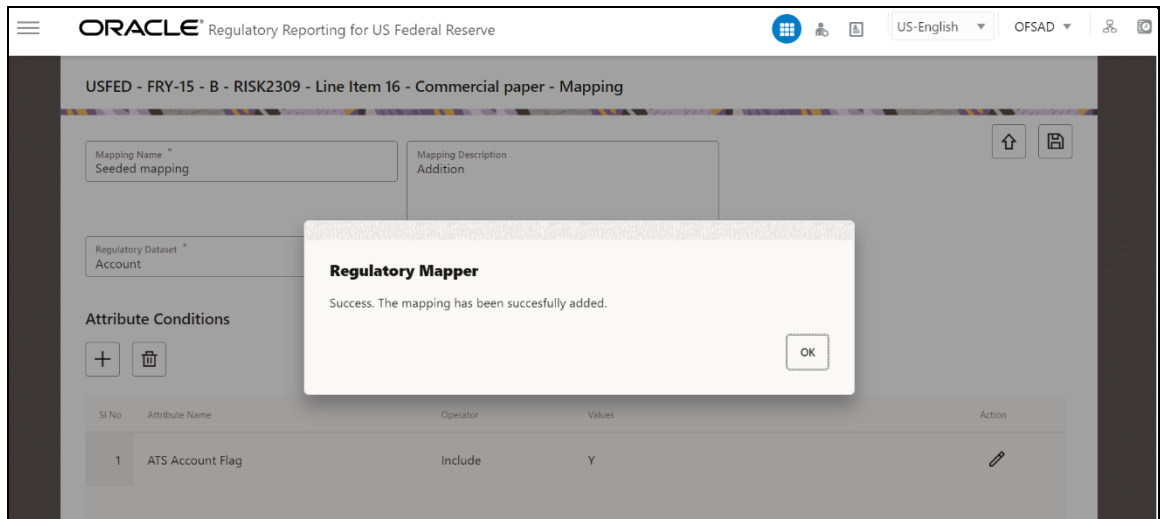 ORACLE® Regulatory Reporting for US Federal Reserve
US-English
OFSAD
USFED - FRY-15 - B - RISK2309 - Line Item 16 - Commercial paper - Mapping
Mapping Name *
Seeded mapping
Mapping Description
Addition
Regulatory Dataset *
Account
Regulatory Mapper
Success. The mapping has been succesfully added.
OK
Attribute Conditions
SI No Attribute Name Operator Values Action
1 ATS Account Flag Include Y